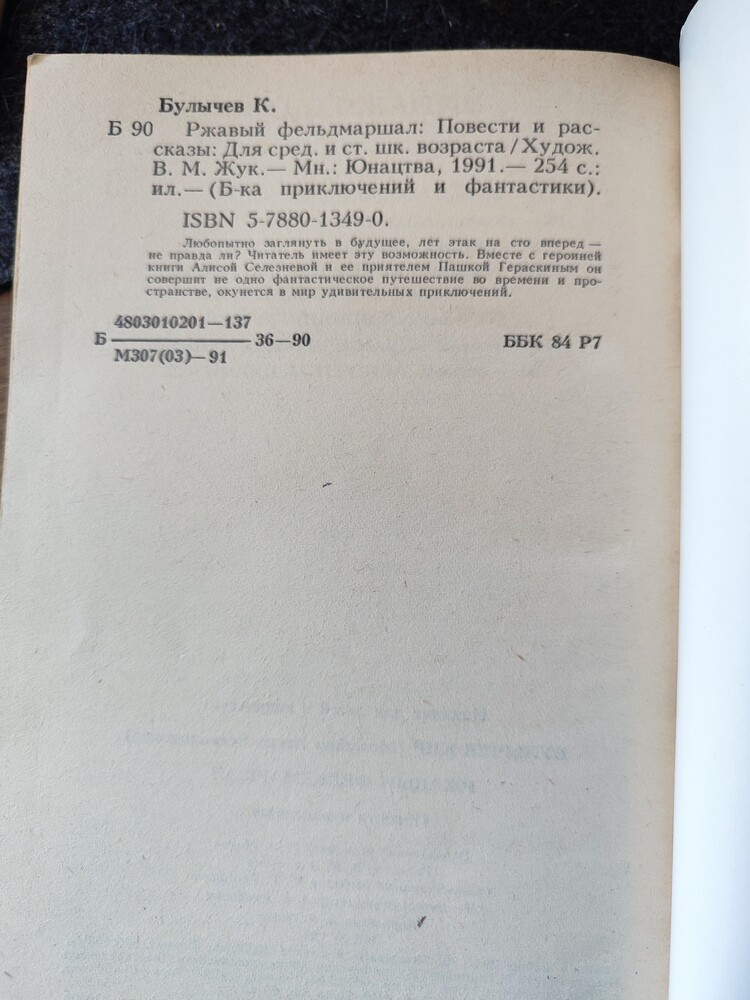 Булычев К.
Б 90 Ржавый фельдмаршал: Повести и рас-
сказы: Для сред. и ст. шк. возраста / Худож.
В. М. Жук.— Мн.: Юнацтва, 1991.— 254 с.:
ил.— (Б-ка приключений и фантастики).
ISBN 5-7880-1349-0.
Любопытно заглянуть в будущее, лет этак на сто вперед —
не правда ли? Читатель имеет эту возможность. Вместе с героиней
книги Алисой Селезневой и ее приятелем Пашкой Гераскиным он
совершит не одно фантастическое путешествие во времени и про-
странстве, окунется в мир удивительных приключений.
4803010201—137
Б 36—90 ББК 84 Р7
М307(03)—91